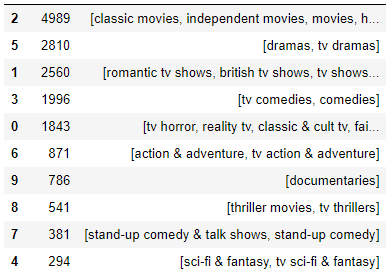 2 4989 [classic movies, independent movies, movies, h...
5 2810 [dramas, tv dramas]
1 2560 [romantic tv shows, british tv shows, tv shows...
3 1996 [tv comedies, comedies]
0 1843 [tv horror, reality tv, classic & cult tv, fai...
6 871 [action & adventure, tv action & adventure]
9 786 [documentaries]
8 541 [thriller movies, tv thrillers]
7 381 [stand-up comedy & talk shows, stand-up comedy]
4 294 [sci-fi & fantasy, tv sci-fi & fantasy]